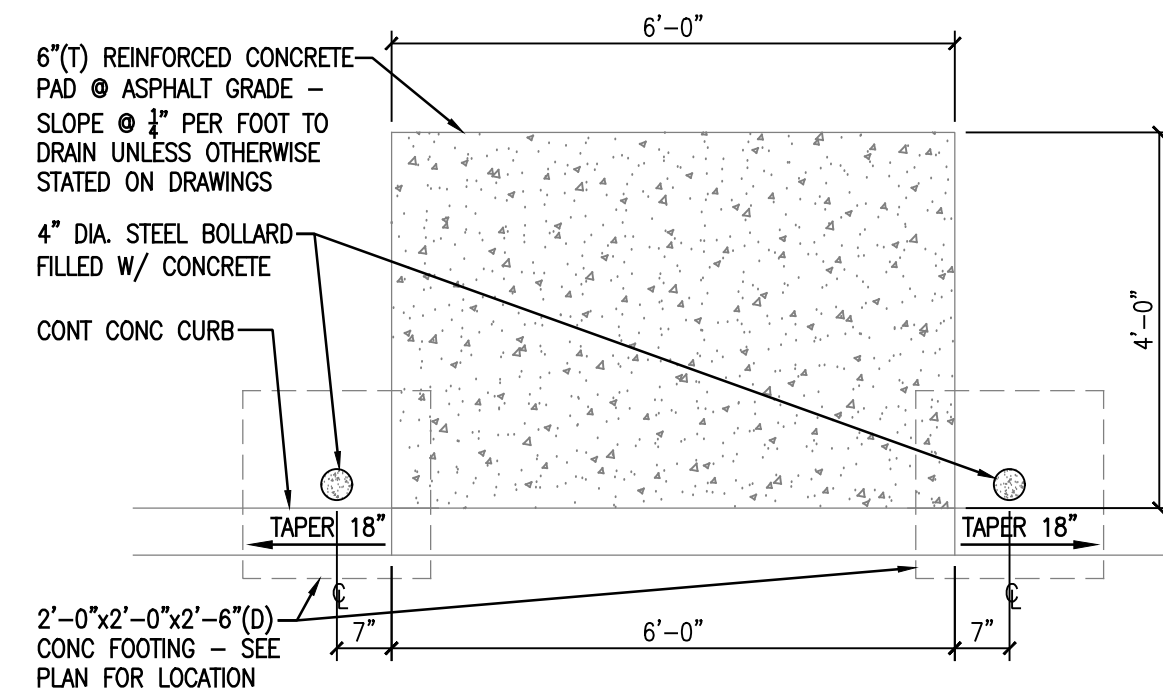 6'-0"
6"(T) REINFORCED CONCRETE
PAD @ ASPHALT GRADE -
SLOPE @ ¼" PER FOOT TO
DRAIN UNLESS OTHERWISE
STATED ON DRAWINGS
4" DIA. STEEL BOLLARD
FILLED W/ CONCRETE
CONT CONC CURB
4'-0"
TAPER 18"
TAPER 18"
℄
℄
2'-0"x2'-0"x2'-6"(D)
CONC FOOTING - SEE
PLAN FOR LOCATION
7"
6'-0"
7"